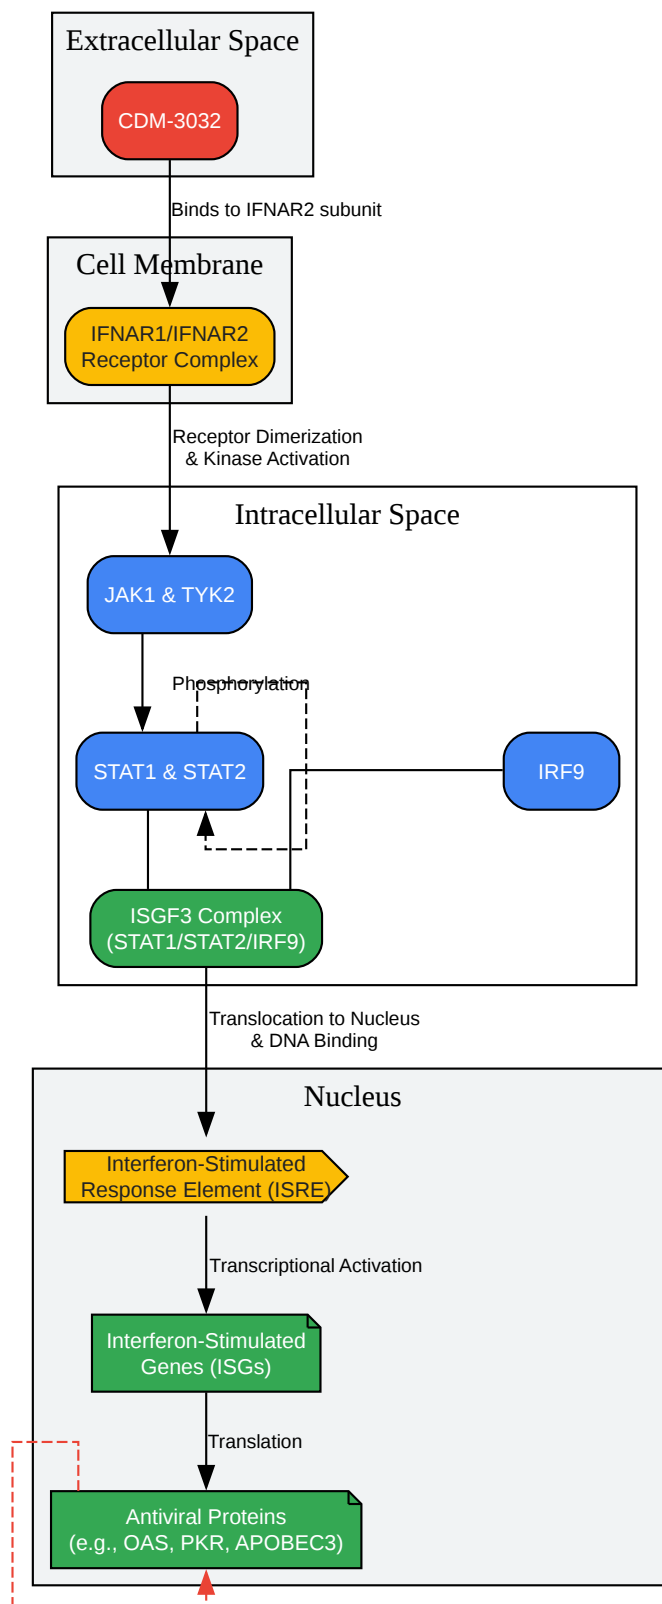 Extracellular Space
CDM-3032
Binds to IFNAR2 subunit
Cell Membrane
IFNAR1/IFNAR2
Receptor Complex
Receptor Dimerization
& Kinase Activation
Intracellular Space
JAK1 & TYK2
Phosphorylation
STAT1 & STAT2
IRF9
ISGF3 Complex
(STAT1/STAT2/IRF9)
Translocation to Nucleus
& DNA Binding
Nucleus
Interferon-Stimulated
Response Element (ISRE)
Transcriptional Activation
Interferon-Stimulated
Genes (ISGs)
Translation
Antiviral Proteins
(e.g., OAS, PKR, APOBEC3)